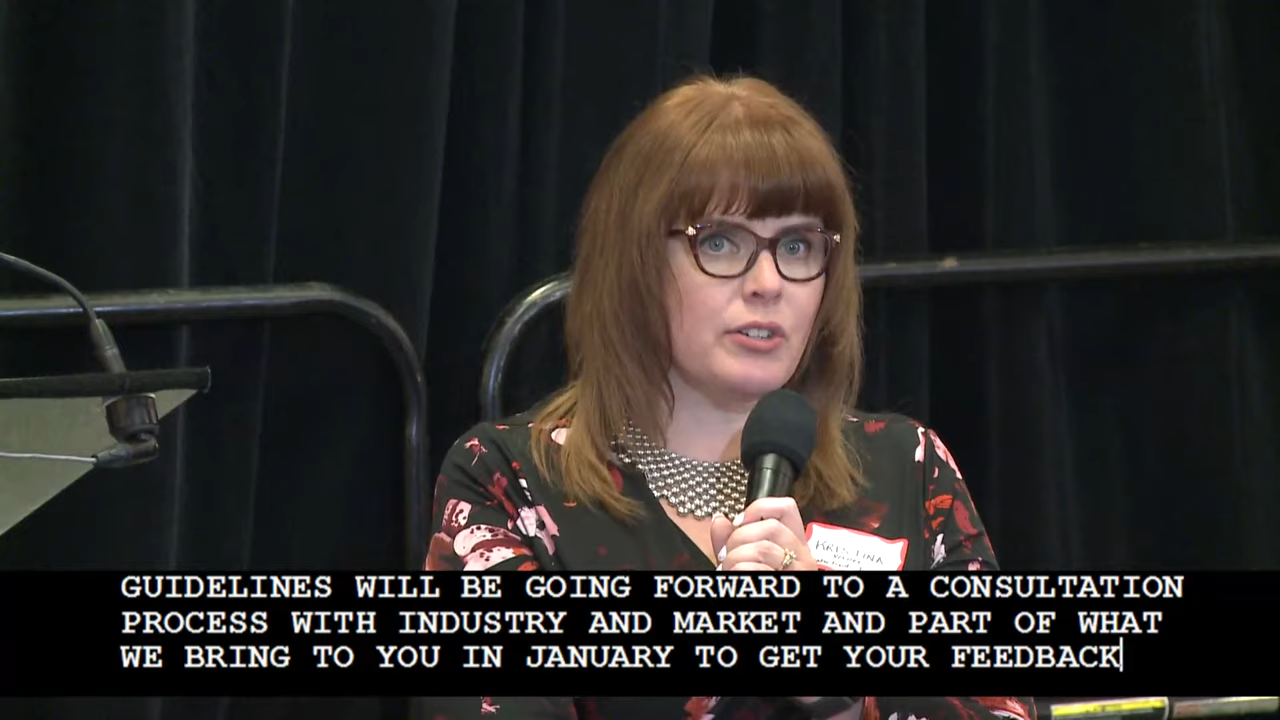 KRISTINA
GUIDELINES WILL BE GOING FORWARD TO A CONSULTATION
PROCESS WITH INDUSTRY AND MARKET AND PART OF WHAT
WE BRING TO YOU IN JANUARY TO GET YOUR FEEDBACK